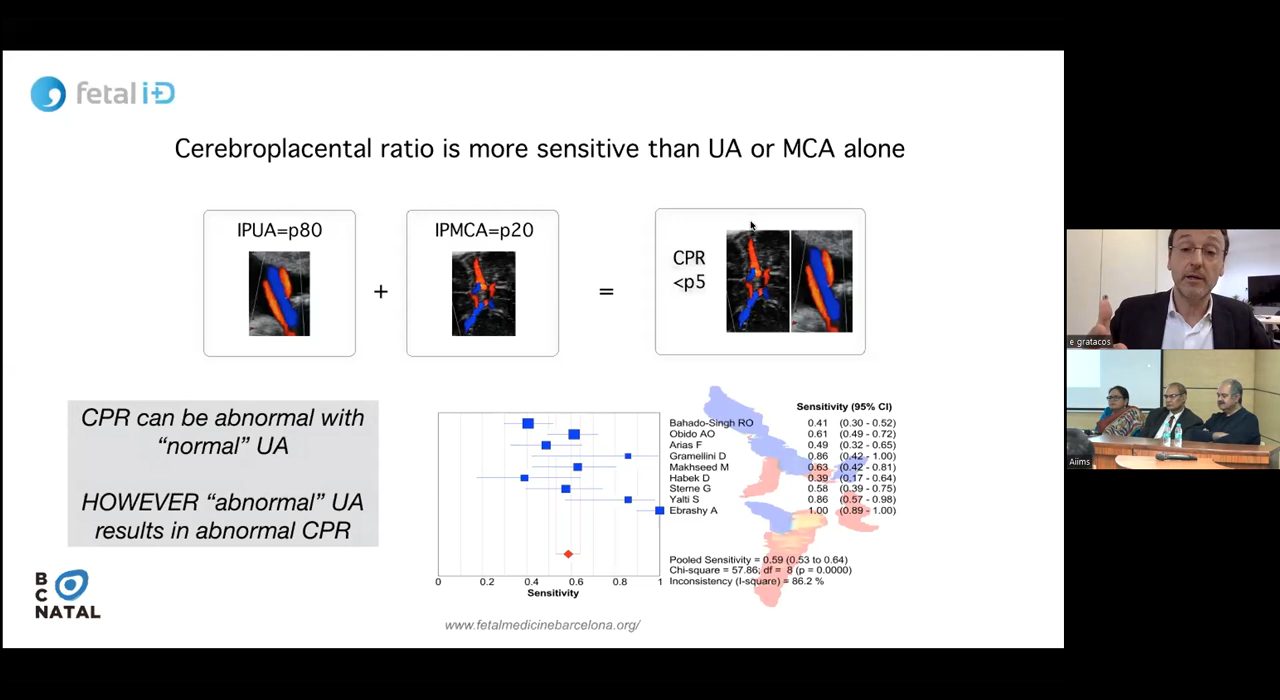 fetal i+D
Cerebroplacental ratio is more sensitive than UA or MCA alone
IPUA=p80
+
IPMCA=p20
=
CPR
<p5
CPR can be abnormal with
“normal” UA
HOWEVER “abnormal” UA
results in abnormal CPR
Sensitivity (95% CI)
Bahado-Singh RO 0.41 (0.30 - 0.52)
Obido AO 0.61 (0.49 - 0.72)
Arias F 0.49 (0.32 - 0.65)
Gramellini D 0.86 (0.42 - 1.00)
Makhseed M 0.63 (0.42 - 0.81)
Habek D 0.39 (0.17 - 0.64)
Sterne G 0.58 (0.39 - 0.75)
Yalti S 0.86 (0.57 - 0.98)
Ebrashy A 1.00 (0.89 - 1.00)
Pooled Sensitivity = 0.59 (0.53 to 0.64)
Chi-square = 57.86; df = 8 (p = 0.0000)
Inconsistency (I-square) = 86.2 %
0 0.2 0.4 0.6 0.8 1
Sensitivity
B
C
NATAL
www.fetalmedicinebarcelona.org/
e gratacos
Aiims